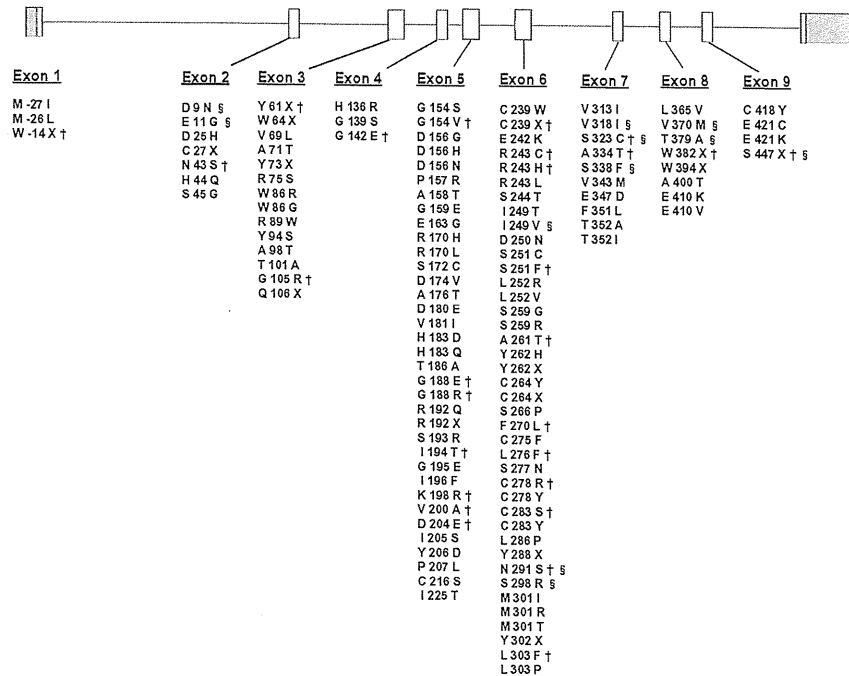 Exon 1
M -27 I
M -26 L
W -14 X †
Exon 2
D 9 N §
E 11 G §
D 25 H
C 27 X
N 43 S †
H 44 Q
S 45 G
Exon 3
Y 61 X †
W 64 X
V 69 L
A 71 T
Y 73 X
R 75 S
W 86 R
W 86 G
R 89 W
Y 94 S
A 98 T
T 101 A
G 105 R †
Q 106 X
Exon 4
H 136 R
G 139 S
G 142 E †
Exon 5
G 154 S
G 154 V †
D 156 G
D 156 H
D 156 N
P 157 R
A 158 T
G 159 E
E 163 G
R 170 H
R 170 L
S 172 C
D 174 V
A 176 T
D 180 E
V 181 I
H 183 D
H 183 Q
T 186 A
G 188 E †
G 188 R †
R 192 Q
R 192 X
S 193 R
I 194 T †
G 195 E
I 196 F
K 198 R †
V 200 A †
D 204 E †
I 205 S
Y 206 D
P 207 L
C 216 S
I 225 T
Exon 6
C 239 W
C 239 X †
E 242 K
R 243 C †
R 243 H †
R 243 L
S 244 T
I 249 T
I 249 V §
D 250 N
S 251 C
S 251 F †
L 252 R
L 252 V
S 259 G
S 259 R
A 261 T †
Y 262 H
Y 262 X
C 264 Y
C 264 X
S 266 P
F 270 L †
C 275 F
L 276 F †
S 277 N
C 278 R †
C 278 Y
C 283 S †
C 283 Y
L 286 P
Y 288 X
N 291 S † §
S 298 R §
M 301 I
M 301 R
M 301 T
Y 302 X
L 303 F †
L 303 P
Exon 7
V 313 I
V 318 I §
S 323 C † §
A 334 T †
S 338 F §
V 343 M
E 347 D
F 351 L
T 352 A
T 352 I
Exon 8
L 365 V
V 370 M §
T 379 A §
W 382 X †
W 394 X
A 400 T
E 410 K
E 410 V
Exon 9
C 418 Y
E 421 C
E 421 K
S 447 X † §